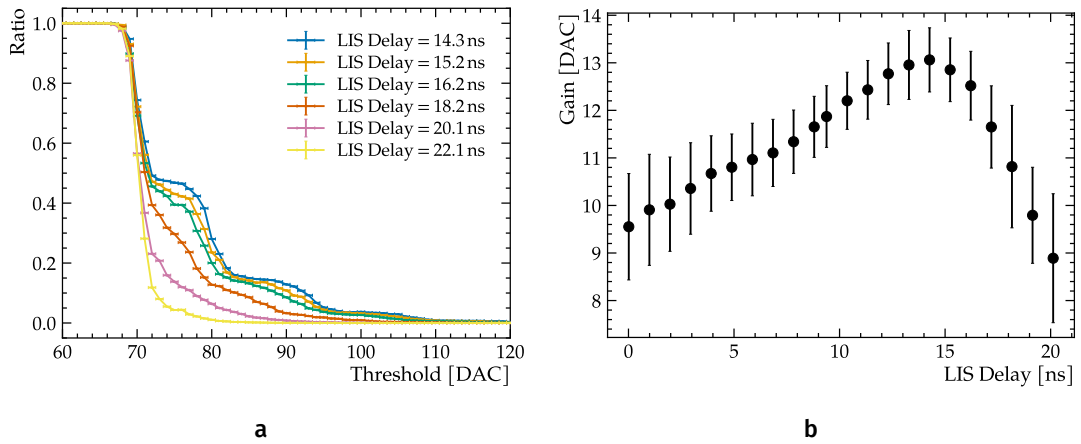 Ratio
1.0
0.8
0.6
0.4
0.2
0.0
60 70 80 90 100 110 120
Threshold [DAC]
LIS Delay = 14.3 ns
LIS Delay = 15.2 ns
LIS Delay = 16.2 ns
LIS Delay = 18.2 ns
LIS Delay = 20.1 ns
LIS Delay = 22.1 ns
a
Gain [DAC]
14
13
12
11
10
9
8
0 5 10 15 20
LIS Delay [ns]
b